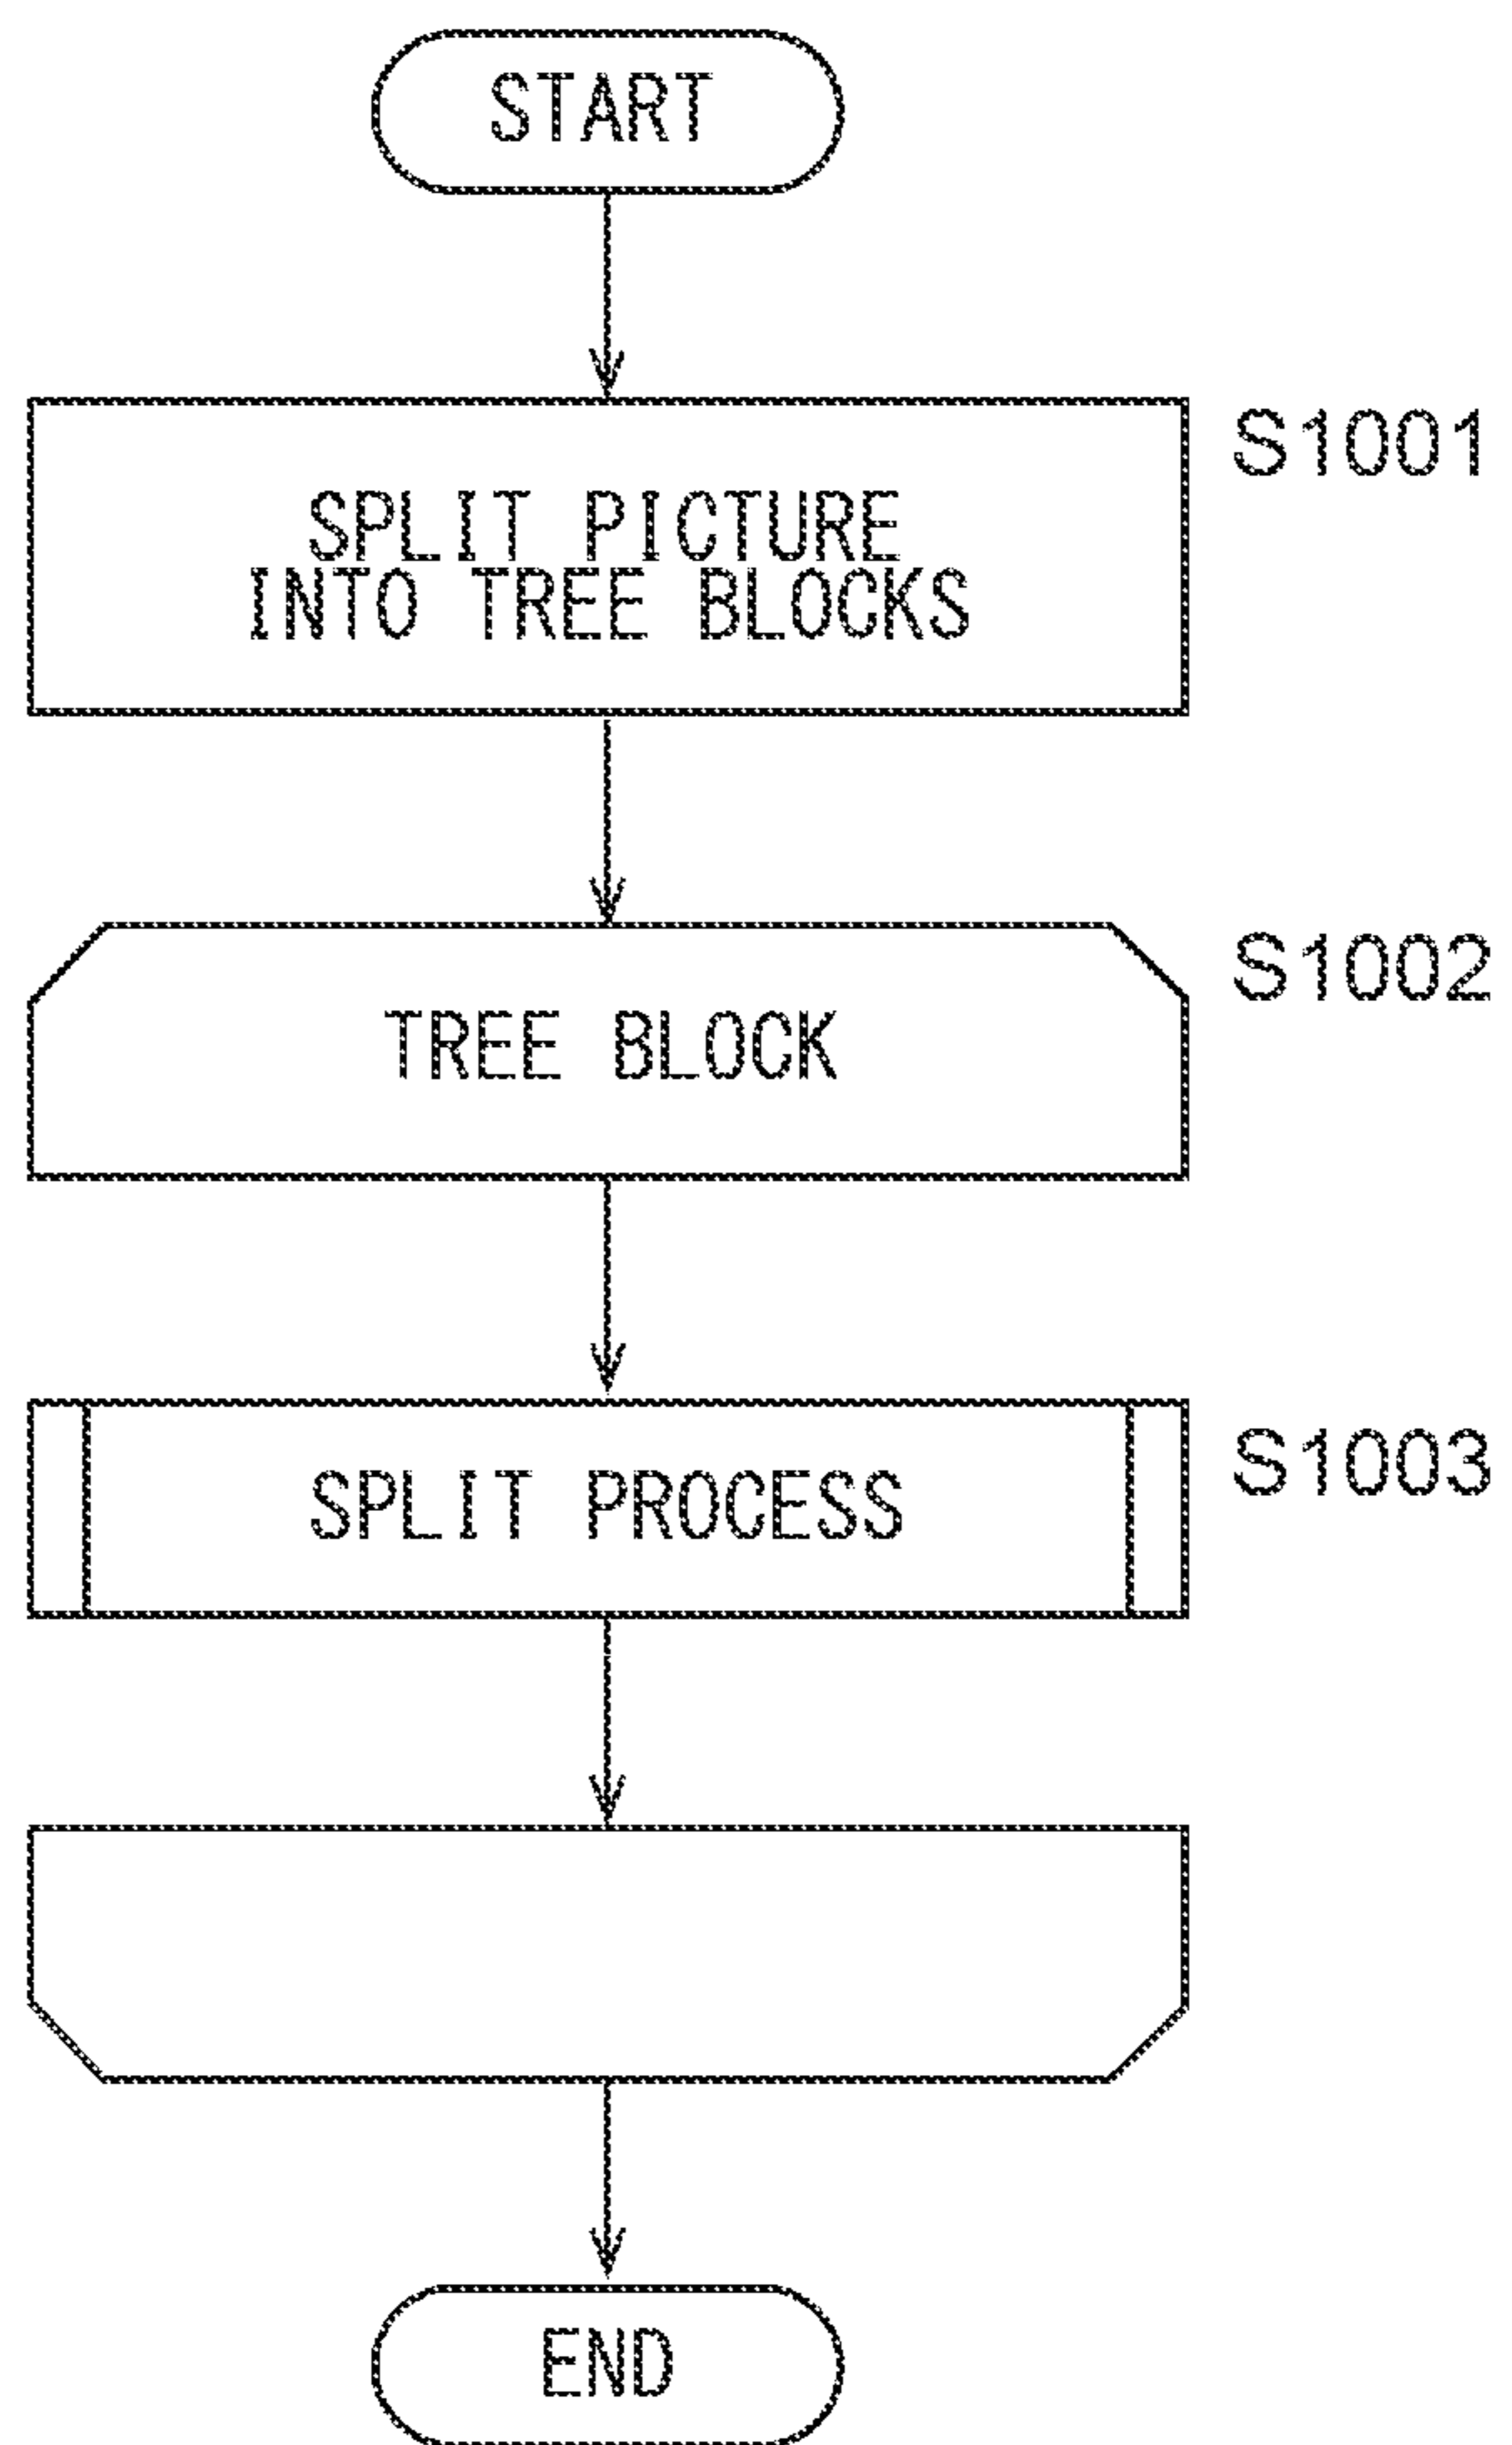 START
S1001
SPLIT PICTURE
INTO TREE BLOCKS
S1002
TREE BLOCK
S1003
SPLIT PROCESS
END